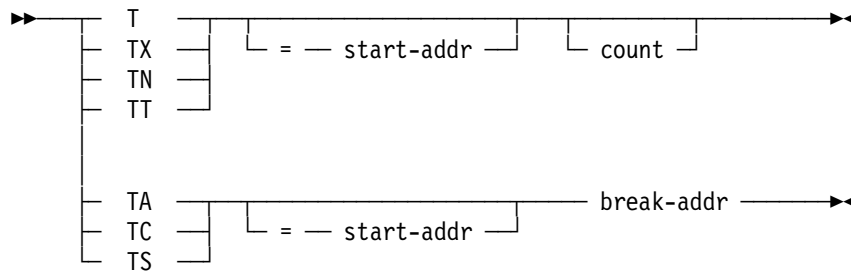 T
TX = start-addr count
TN
TT
TA break-addr
TC = start-addr
TS